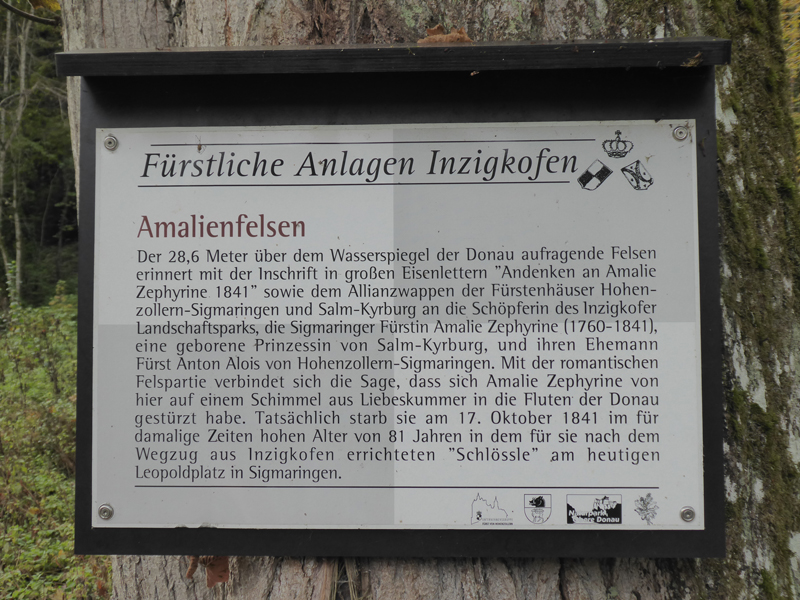 Fürstliche Anlagen Inzigkofen
Amalienfelsen
Der 28,6 Meter über dem Wasserspiegel der Donau aufragende Felsen
erinnert mit der Inschrift in großen Eisenlettern "Andenken an Amalie
Zephyrine 1841" sowie dem Allianzwappen der Fürstenhäuser Hohen-
zollern-Sigmaringen und Salm-Kyrburg an die Schöpferin des Inzigkofer
Landschaftsparks, die Sigmaringer Fürstin Amalie Zephyrine (1760-1841),
eine geborene Prinzessin von Salm-Kyrburg, und ihren Ehemann
Fürst Anton Alois von Hohenzollern-Sigmaringen. Mit der romantischen
Felspartie verbindet sich die Sage, dass sich Amalie Zephyrine von
hier auf einem Schimmel aus Liebeskummer in die Fluten der Donau
gestürzt habe. Tatsächlich starb sie am 17. Oktober 1841 im für
damalige Zeiten hohen Alter von 81 Jahren in dem für sie nach dem
Wegzug aus Inzigkofen errichteten "Schlössle" am heutigen
Leopoldplatz in Sigmaringen.
Naturpark
Obere Donau